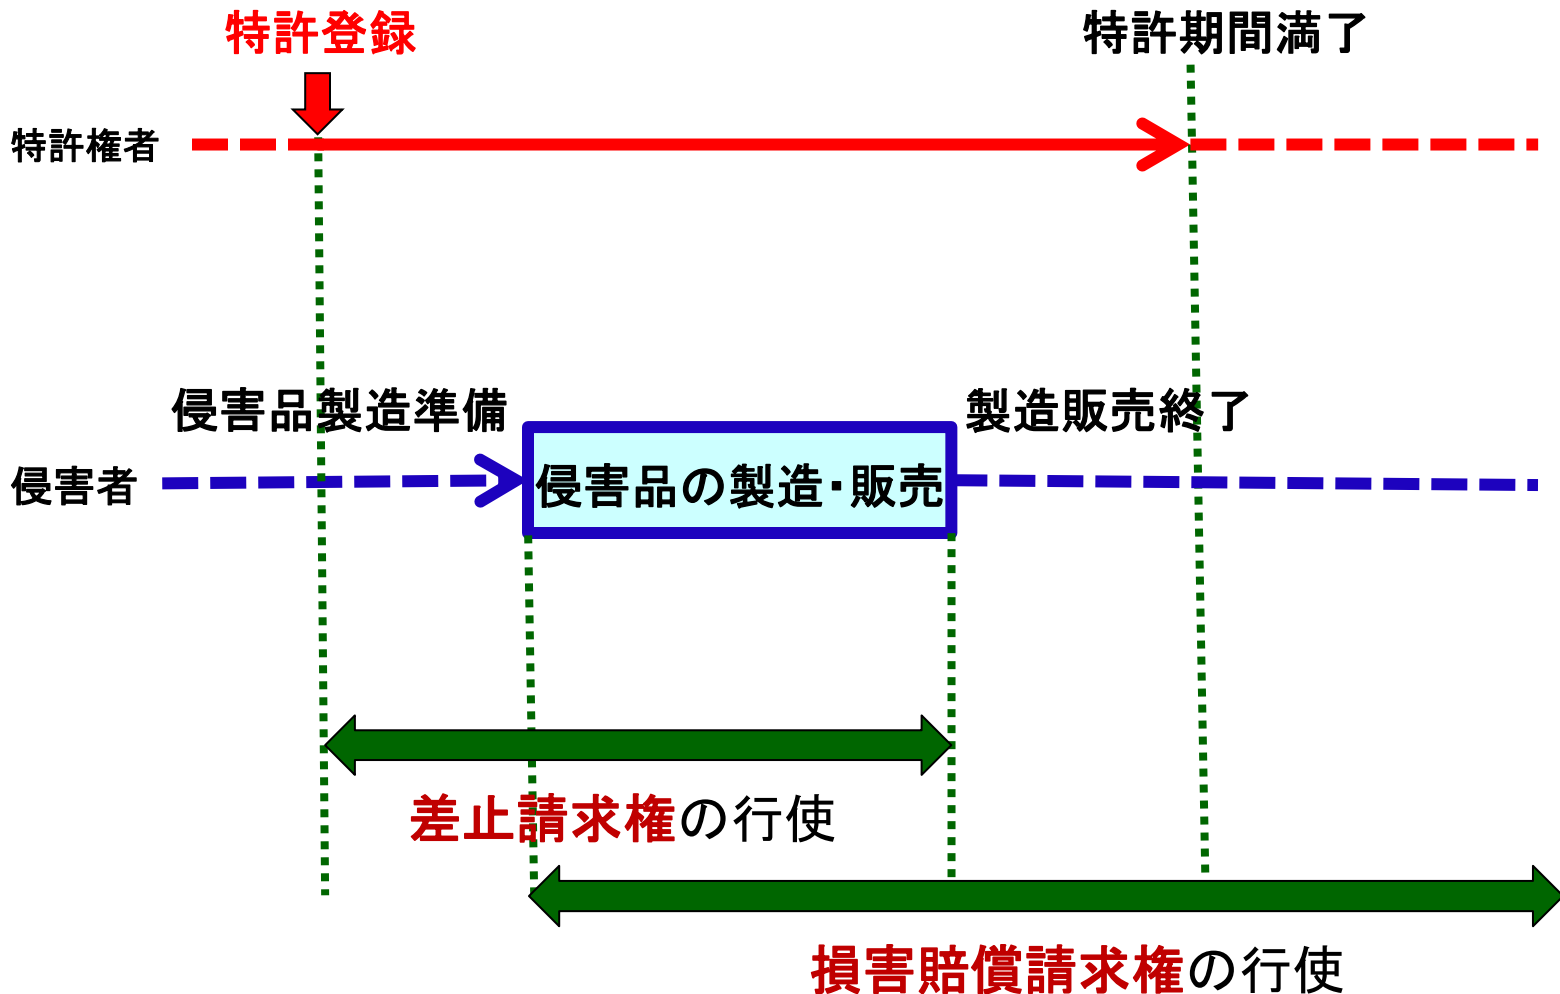 特許登録
特許期間満了
特許権者
侵害品製造準備
製造販売終了
侵害者
侵害品の製造・販売
差止請求権の行使
損害賠償請求権の行使